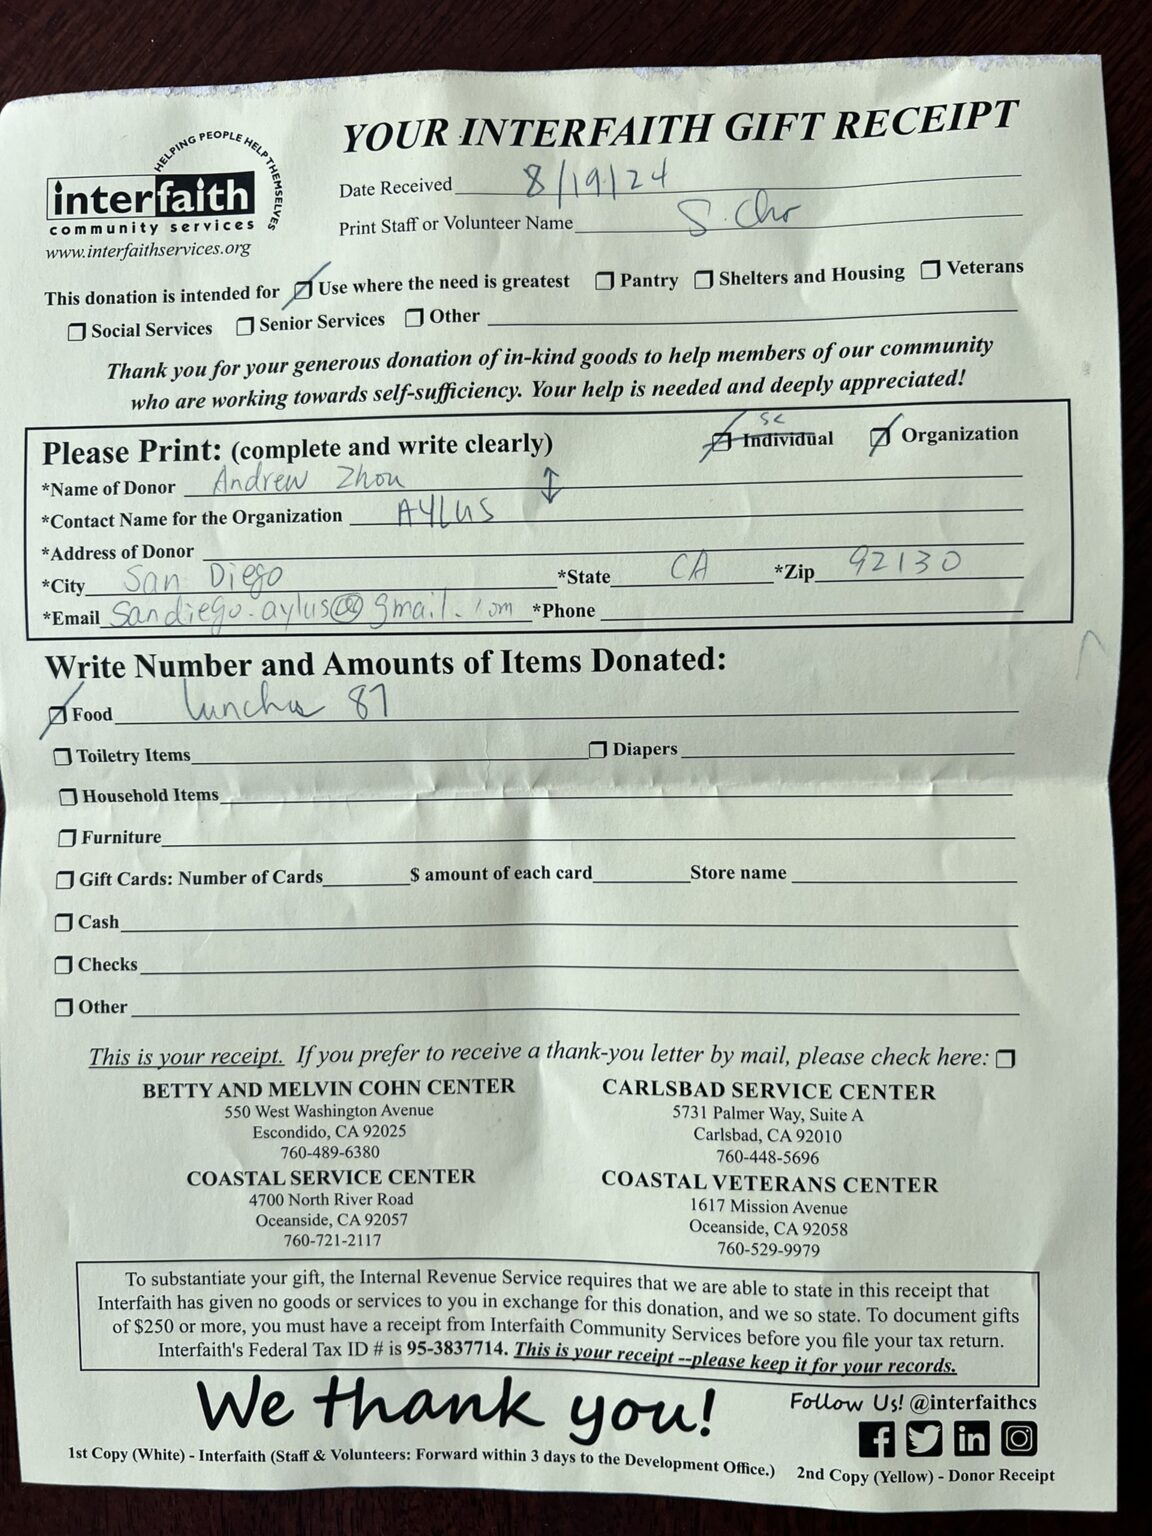 HELPING PEOPLE HELP THEMSELVES
interfaith
community services
www.interfaithservices.org
YOUR INTERFAITH GIFT RECEIPT
Date Received 8/19/24
Print Staff or Volunteer Name S. Cho
This donation is intended for Use where the need is greatest Pantry Shelters and Housing Veterans
Social Services Senior Services Other
Thank you for your generous donation of in-kind goods to help members of our community
who are working towards self-sufficiency. Your help is needed and deeply appreciated!
Please Print: (complete and write clearly) SC Individual Organization
*Name of Donor Andrew Zhou
*Contact Name for the Organization AYLUS
*Address of Donor
*City San Diego *State CA *Zip 92130
*Email sandiego.aylus@gmail.com *Phone
Write Number and Amounts of Items Donated:
Food Lunches 87
Toiletry Items Diapers
Household Items
Furniture
Gift Cards: Number of Cards $ amount of each card Store name
Cash
Checks
Other
This is your receipt. If you prefer to receive a thank-you letter by mail, please check here:
BETTY AND MELVIN COHN CENTER
550 West Washington Avenue
Escondido, CA 92025
760-489-6380
CARLSBAD SERVICE CENTER
5731 Palmer Way, Suite A
Carlsbad, CA 92010
760-448-5696
COASTAL SERVICE CENTER
4700 North River Road
Oceanside, CA 92057
760-721-2117
COASTAL VETERANS CENTER
1617 Mission Avenue
Oceanside, CA 92058
760-529-9979
To substantiate your gift, the Internal Revenue Service requires that we are able to state in this receipt that
Interfaith has given no goods or services to you in exchange for this donation, and we so state. To document gifts
of $250 or more, you must have a receipt from Interfaith Community Services before you file your tax return.
Interfaith's Federal Tax ID # is 95-3837714. This is your receipt --please keep it for your records.
We thank you!
Follow Us! @interfaithcs
1st Copy (White) - Interfaith (Staff & Volunteers: Forward within 3 days to the Development Office.) 2nd Copy (Yellow) - Donor Receipt